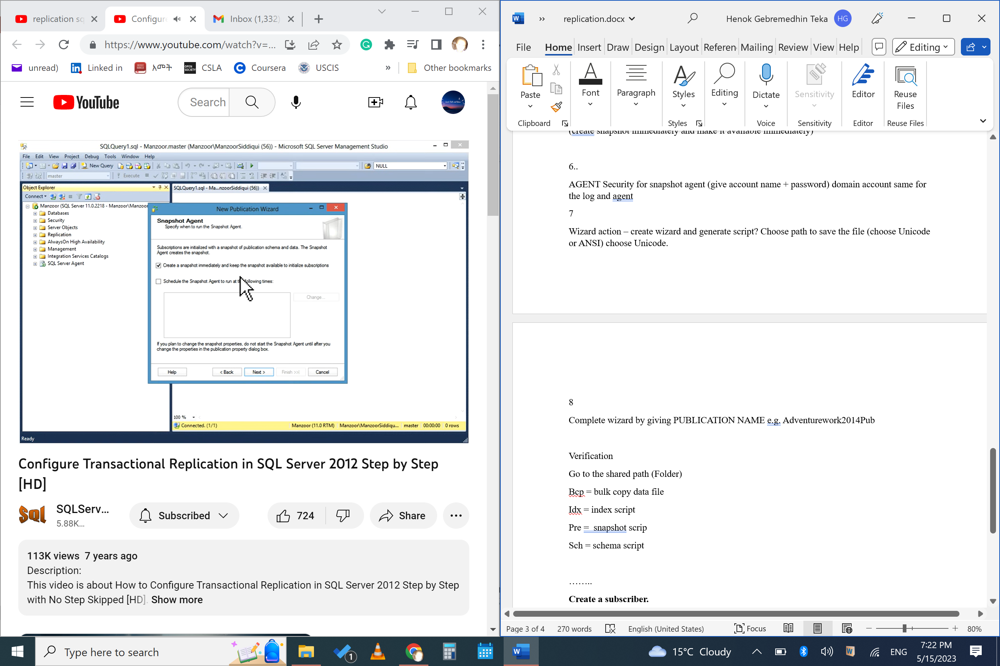 replication sq
Configur
Inbox (1,332)
https://www.youtube.com/watch?v=...
unread)
Linked in
አሙት
OPEN SOCIETY
CSLA
Coursera
USCIS
»
Other bookmarks
YouTube
Search
SQLQuery1.sql - Manzoor.master (Manzoor\ManzoorSiddiqui (56)) - Microsoft SQL Server Management Studio
File Edit View Project Debug Tools Window Help
New Query
NULL
master
Execute
Object Explorer
SQLQuery1.sql - Ma...nzoorSiddiqui (56))
Connect
Manzoor (SQL Server 11.0.2218 - Manzoor\Manzoor
Databases
Security
Server Objects
Replication
AlwaysOn High Availability
Management
Integration Services Catalogs
SQL Server Agent
New Publication Wizard
Snapshot Agent
Specify when to run the Snapshot Agent.
Subscriptions are initialized with a snapshot of publication schema and data. The Snapshot
Agent creates the snapshot.
Create a snapshot immediately and keep the snapshot available to initialize subscriptions
Schedule the Snapshot Agent to run at following times:
Change...
If you plan to change the snapshot properties, do not start the Snapshot Agent until after you
change the properties in the publication property dialog box.
Help
< Back
Next >
Finish >>|
Cancel
100 %
Connected. (1/1)
Manzoor (11.0 RTM)
Manzoor\ManzoorSiddiqu...
master
00:00:00
0 rows
Ready
Configure Transactional Replication in SQL Server 2012 Step by Step
[HD]
Sql
SQLServ...
5.88K...
Subscribed
724
Share
113K views 7 years ago
Description:
This video is about How to Configure Transactional Replication in SQL Server 2012 Step by Step
with No Step Skipped [HD]. Show more
W
»
replication.docx
Henok Gebremedhin Teka
HG
File Home Insert Draw Design Layout Referen Mailing Review View Help
Editing
Paste
Font
Paragraph
Styles
Editing
Dictate
Sensitivity
Editor
Reuse
Files
Clipboard
Styles
Voice
Sensitivity
Editor
Reuse Files
(create snapshot immediately and make it available immediately)
6..
AGENT Security for snapshot agent (give account name + password) domain account same for
the log and agent
7
Wizard action – create wizard and generate script? Choose path to save the file (choose Unicode
or ANSI) choose Unicode.
8
Complete wizard by giving PUBLICATION NAME e.g. Adventurework2014Pub
Verification
Go to the shared path (Folder)
Bcp = bulk copy data file
Idx = index script
Pre = snapshot scrip
Sch = schema script
……..
Create a subscriber.
Page 3 of 4
270 words
English (United States)
Focus
80%
Type here to search
1
W
15°C Cloudy
W
ENG
7:22 PM
5/15/2023